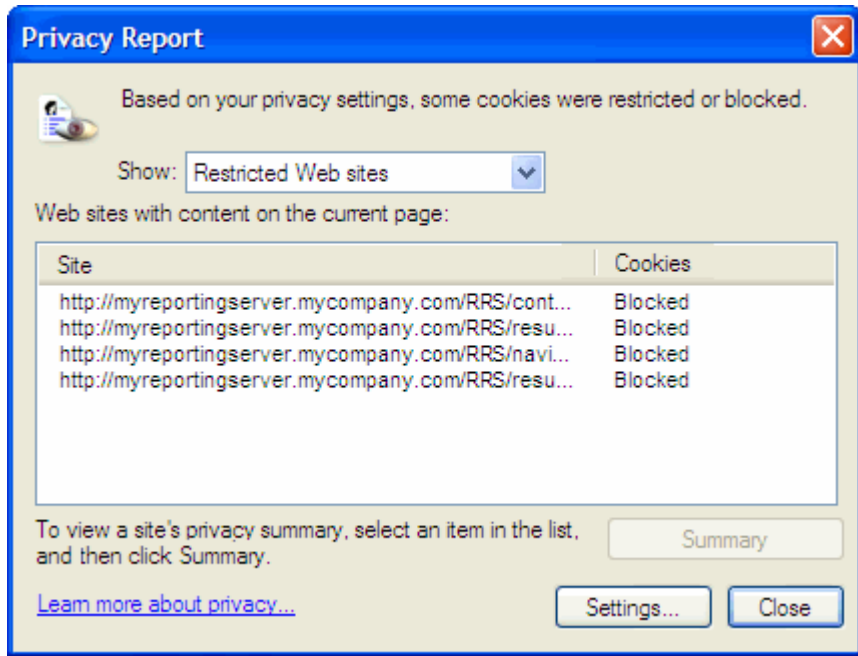 Privacy Report
Based on your privacy settings, some cookies were restricted or blocked.
Show: Restricted Web sites
Web sites with content on the current page:
Site Cookies
http://myreportingserver.mycompany.com/RRS/cont... Blocked
http://myreportingserver.mycompany.com/RRS/resu... Blocked
http://myreportingserver.mycompany.com/RRS/navi... Blocked
http://myreportingserver.mycompany.com/RRS/resu... Blocked
To view a site's privacy summary, select an item in the list,
and then click Summary.
Summary
Learn more about privacy...
Settings... Close